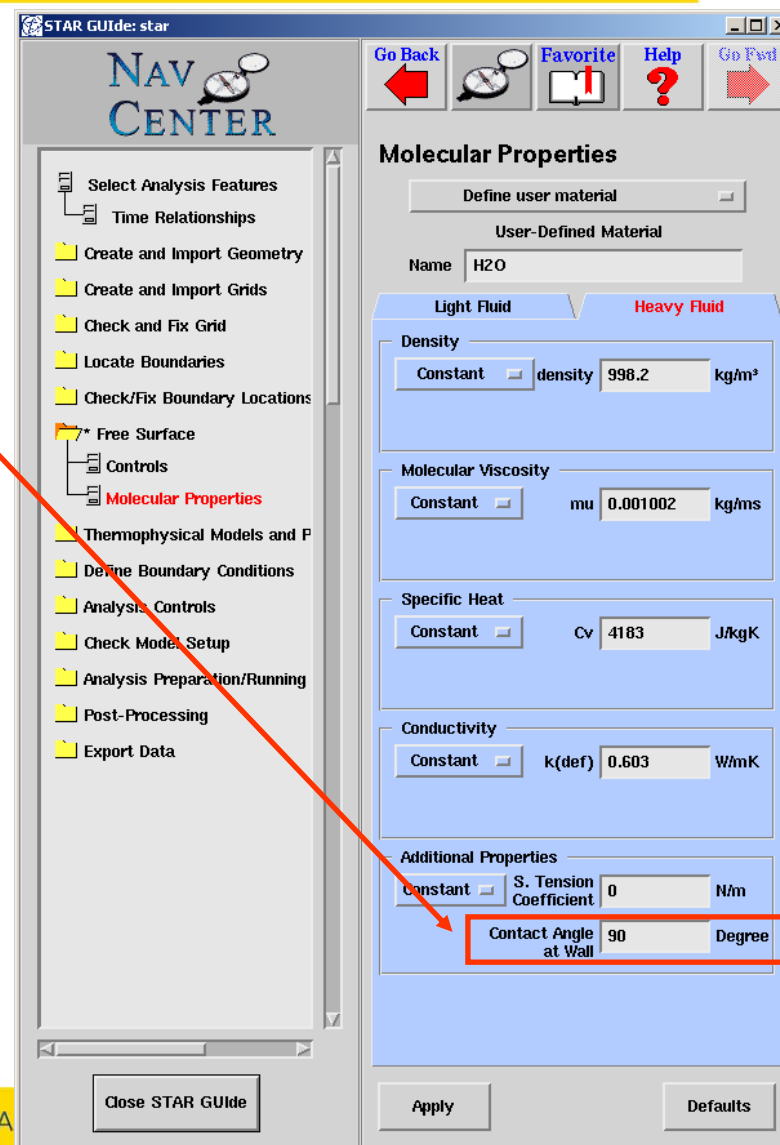 STAR GUIde: star
NAV
CENTER
Select Analysis Features
Time Relationships
Create and Import Geometry
Create and Import Grids
Check and Fix Grid
Locate Boundaries
Check/Fix Boundary Locations
* Free Surface
Controls
Molecular Properties
Thermophysical Models and P
Define Boundary Conditions
Analysis Controls
Check Model Setup
Analysis Preparation/Running
Post-Processing
Export Data
Close STAR GUIde
Go Back
Favorite
Help
Go Fwd
Molecular Properties
Define user material
User-Defined Material
Name H2O
Light Fluid Heavy Fluid
Density
Constant density 998.2 kg/m³
Molecular Viscosity
Constant mu 0.001002 kg/ms
Specific Heat
Constant Cv 4183 J/kgK
Conductivity
Constant k(def) 0.603 W/mK
Additional Properties
Constant S. Tension Coefficient 0 N/m
Contact Angle at Wall 90 Degree
Apply Defaults
A